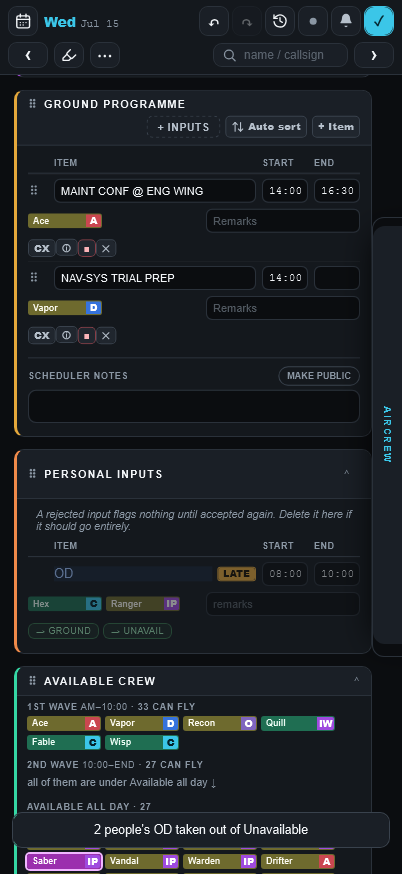 Wed Jul 15
name / callsign
GROUND PROGRAMME
+ INPUTS Auto sort + Item
ITEM START END
MAINT CONF @ ENG WING 14:00 16:30
Ace A Remarks
CX
NAV-SYS TRIAL PREP 14:00
Vapor D Remarks
CX
SCHEDULER NOTES MAKE PUBLIC
AIRCREW
PERSONAL INPUTS
A rejected input flags nothing until accepted again. Delete it here if
it should go entirely.
ITEM START END
OD LATE 08:00 10:00
Hex C Ranger IP remarks
GROUND UNAVAIL
AVAILABLE CREW
1ST WAVE AM–10:00 · 33 CAN FLY
Ace A Vapor D Recon O Quill IW
Fable C Wisp C
2ND WAVE 10:00–END · 27 CAN FLY
all of them are under Available all day ↓
AVAILABLE ALL DAY · 27
2 people's OD taken out of Unavailable
Saber IP Vandal IP Warden IP Drifter A